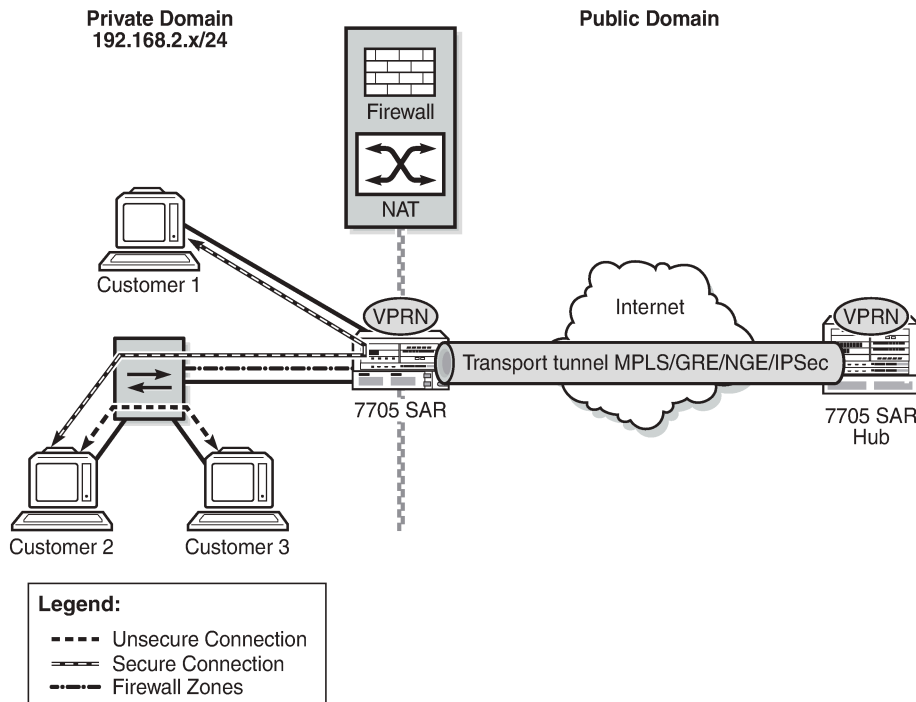 Private Domain
192.168.2.x/24
Public Domain
Firewall
NAT
Customer 1
VPRN
Internet
VPRN
Transport tunnel MPLS/GRE/NGE/IPSec
7705 SAR
7705 SAR
Hub
Customer 2
Customer 3
Legend:
Unsecure Connection
Secure Connection
Firewall Zones